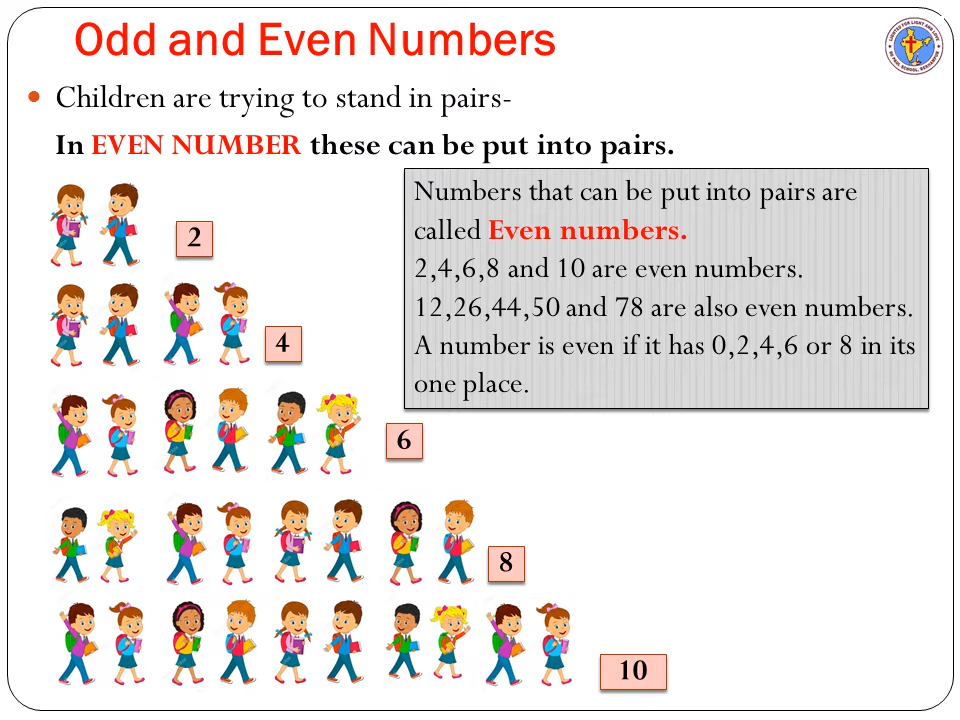 Odd and Even Numbers
Children are trying to stand in pairs-
In EVEN NUMBER these can be put into pairs.
Numbers that can be put into pairs are
called Even numbers.
2,4,6,8 and 10 are even numbers.
12,26,44,50 and 78 are also even numbers.
A number is even if it has 0,2,4,6 or 8 in its
one place.
2
4
6
8
10